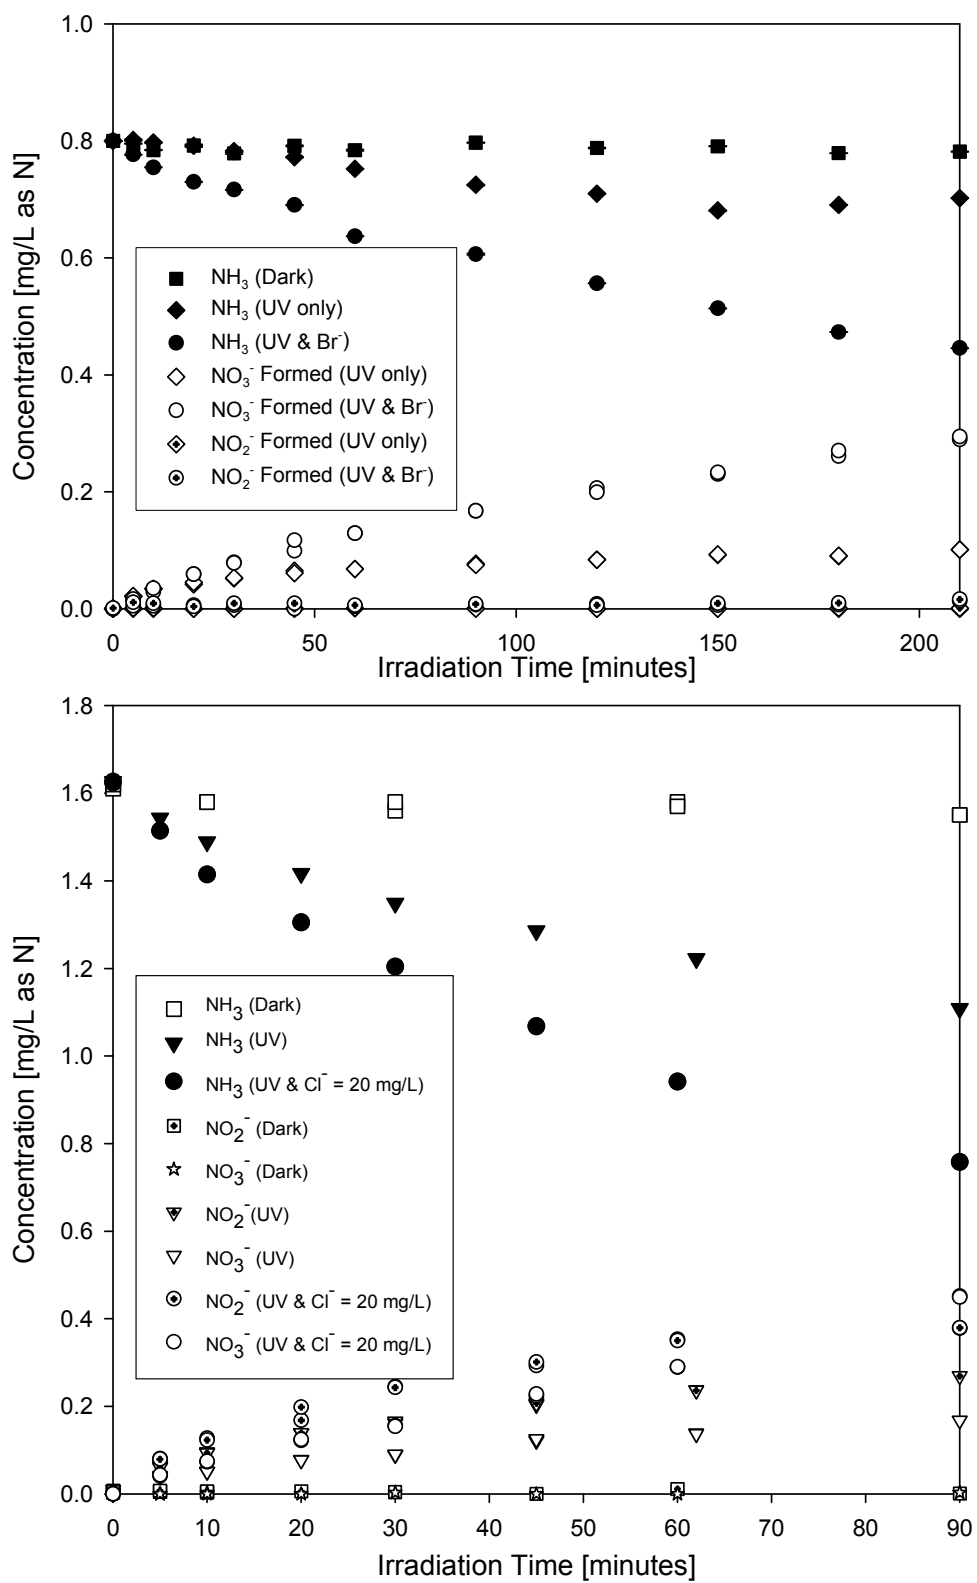 Concentration [mg/L as N]
1.0
0.8
0.6
0.4
0.2
0.0
NH₃ (Dark)
NH₃ (UV only)
NH₃ (UV & Br⁻)
NO₃⁻ Formed (UV only)
NO₃⁻ Formed (UV & Br⁻)
NO₂⁻ Formed (UV only)
NO₂⁻ Formed (UV & Br⁻)
0 50 100 150 200
Irradiation Time [minutes]
Concentration [mg/L as N]
1.8
1.6
1.4
1.2
1.0
0.8
0.6
0.4
0.2
0.0
NH₃ (Dark)
NH₃ (UV)
NH₃ (UV & Cl⁻ = 20 mg/L)
NO₂⁻ (Dark)
NO₃⁻ (Dark)
NO₂⁻ (UV)
NO₃⁻ (UV)
NO₂⁻ (UV & Cl⁻ = 20 mg/L)
NO₃⁻ (UV & Cl⁻ = 20 mg/L)
0 10 20 30 40 50 60 70 80 90
Irradiation Time [minutes]